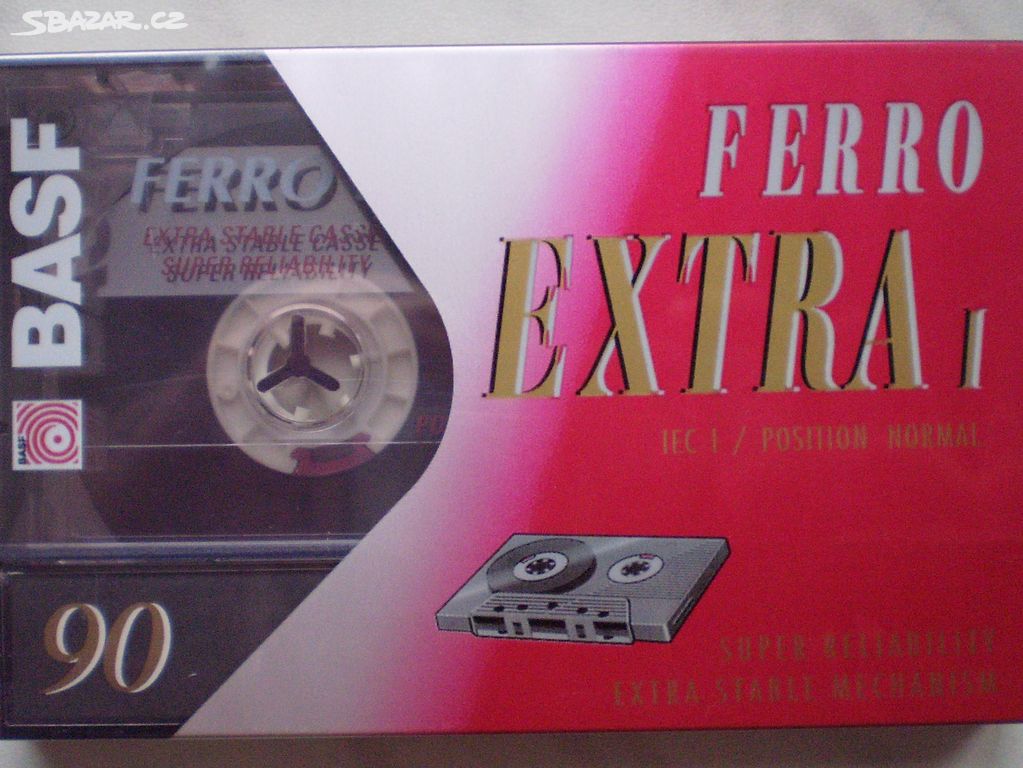 SBAZAR.CZ
BASF
FERRO
EXTRA STABLE CASSE
SUPER RELIABILITY
BASF
90
FERRO
EXTRA I
IEC I / POSITION NORMAL
SUPER RELIABILITY
EXTRA STABLE MECHANISM